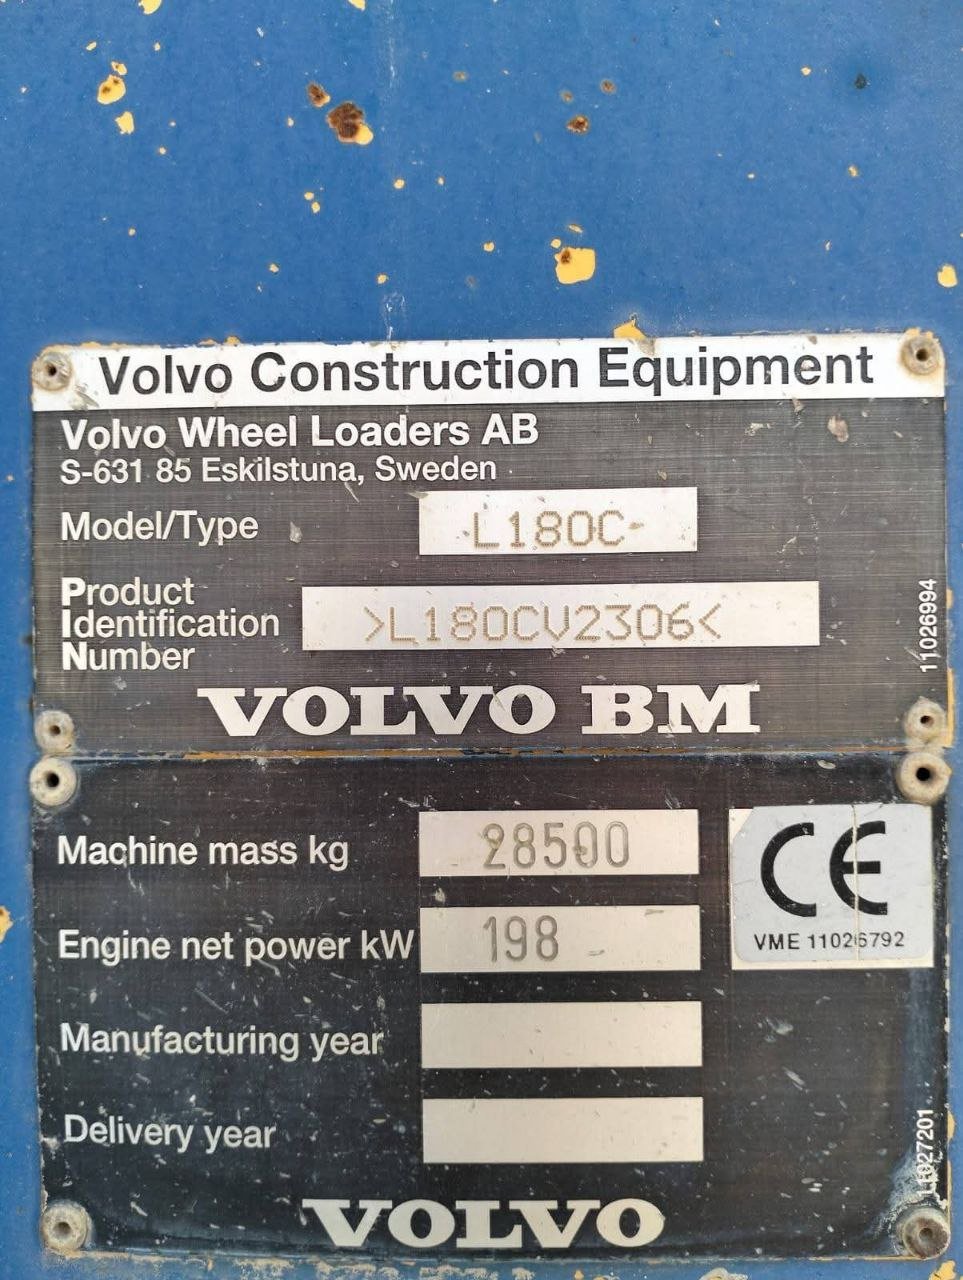 Volvo Construction Equipment
Volvo Wheel Loaders AB
S-631 85 Eskilstuna, Sweden
Model/Type L180C
Product
Identification >L180CV2306<
Number
11026994
VOLVO BM
Machine mass kg 28500
CE
VME 11026792
Engine net power kW 198
Manufacturing year
Delivery year
11027201
VOLVO